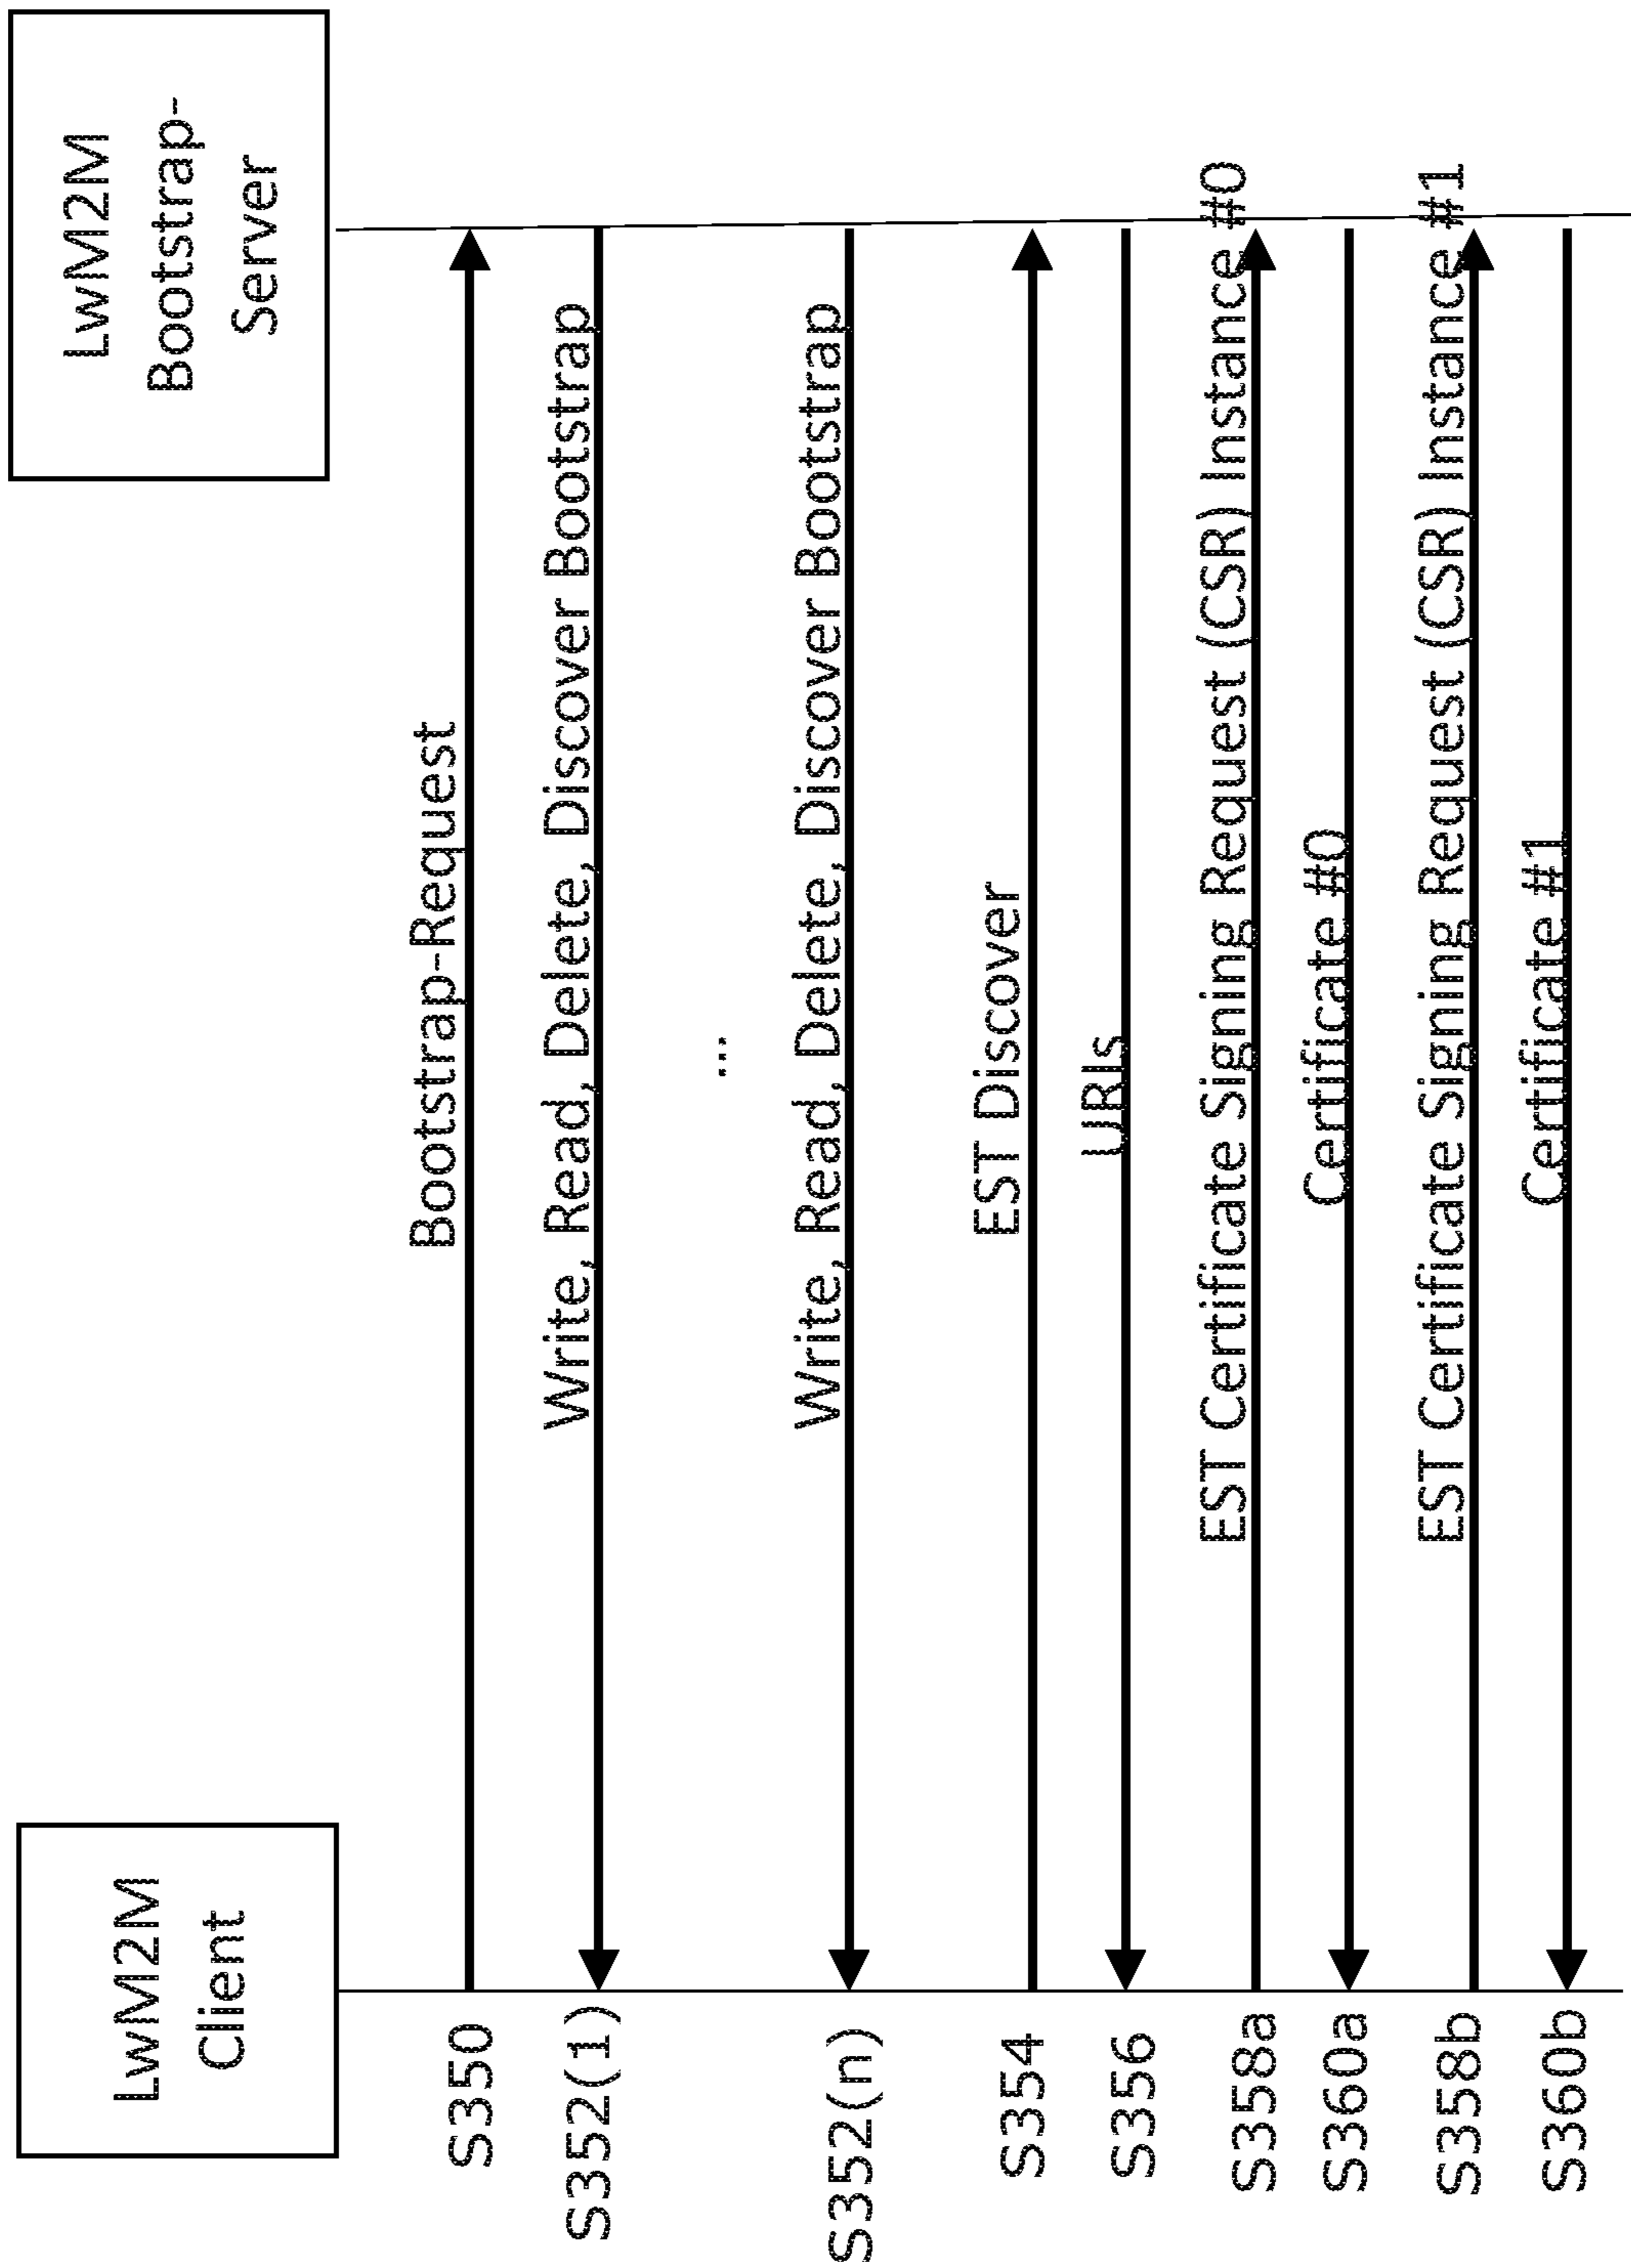 LwM2M
Client
LwM2M
Bootstrap-
Server
S350
Bootstrap-Request
S352(1)
Write, Read, Delete, Discover Bootstrap
...
S352(n)
Write, Read, Delete, Discover Bootstrap
S354
EST Discover
S356
URIs
S358a
EST Certificate Signing Request (CSR) Instance #0
S360a
Certificate #0
S358b
EST Certificate Signing Request (CSR) Instance #1
S360b
Certificate #1